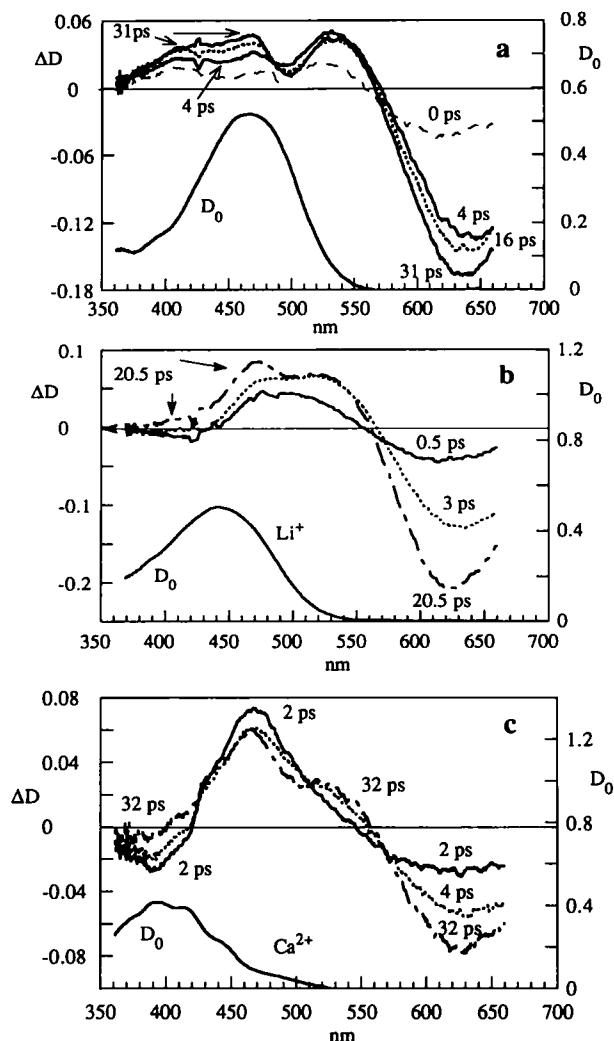 0.06
0
-0.06
-0.12
-0.18
ΔD
31ps
4 ps
a
0 ps
4 ps
16 ps
31 ps
D0
0.8
0.6
0.4
0.2
0
D0
350 400 450 500 550 600 650 700
nm
0.1
0
-0.1
-0.2
ΔD
20.5 ps
b
0.5 ps
3 ps
20.5 ps
Li+
D0
1.2
0.8
0.4
0
D0
350 400 450 500 550 600 650 700
nm
0.08
0.04
0
-0.04
-0.08
ΔD
2 ps
c
32 ps
32 ps
2 ps
2 ps
4 ps
32 ps
D0
Ca2+
1.2
0.8
0.4
0
D0
350 400 450 500 550 600 650 700
nm